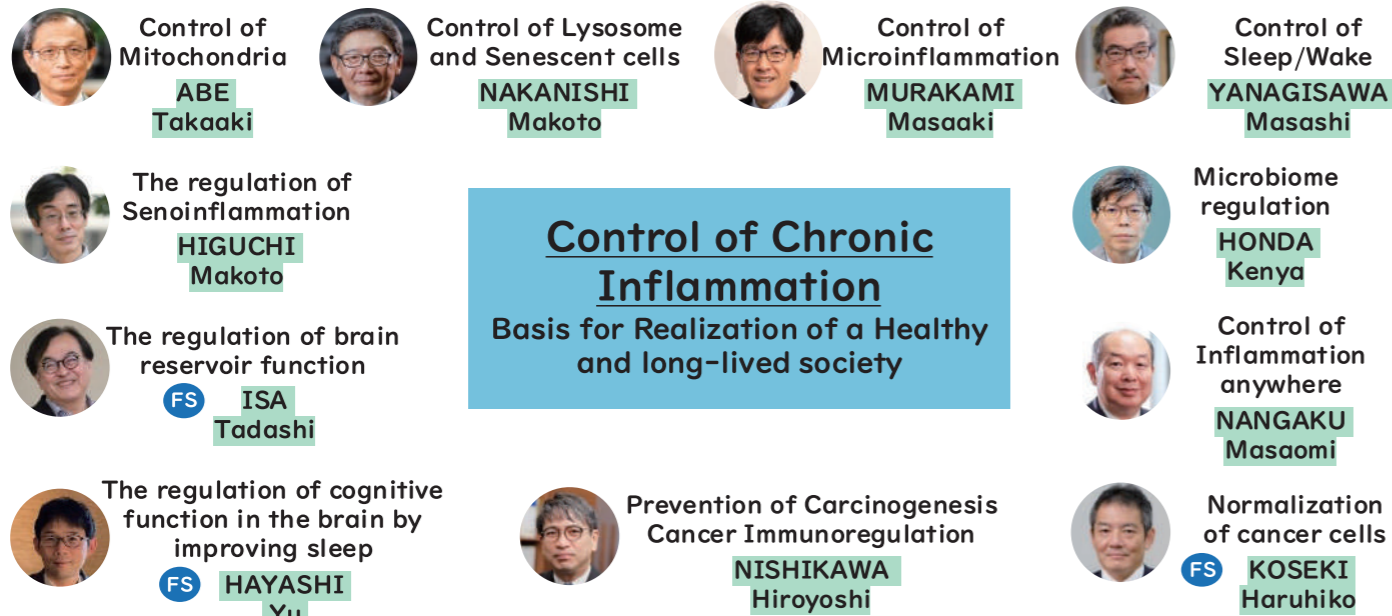 Control of
Mitochondria
ABE
Takaaki
Control of Lysosome
and Senescent cells
NAKANISHI
Makoto
Control of
Microinflammation
MURAKAMI
Masaaki
Control of
Sleep/Wake
YANAGISAWA
Masashi
The regulation of
Senoinflammation
HIGUCHI
Makoto
Control of Chronic
Inflammation
Basis for Realization of a Healthy
and long-lived society
Microbiome
regulation
HONDA
Kenya
The regulation of brain
reservoir function
FS ISA
Tadashi
Control of
Inflammation
anywhere
NANGAKU
Masaomi
The regulation of cognitive
function in the brain by
improving sleep
FS HAYASHI
Yu
Prevention of Carcinogenesis
Cancer Immunoregulation
NISHIKAWA
Hiroyoshi
Normalization
of cancer cells
FS KOSEKI
Haruhiko